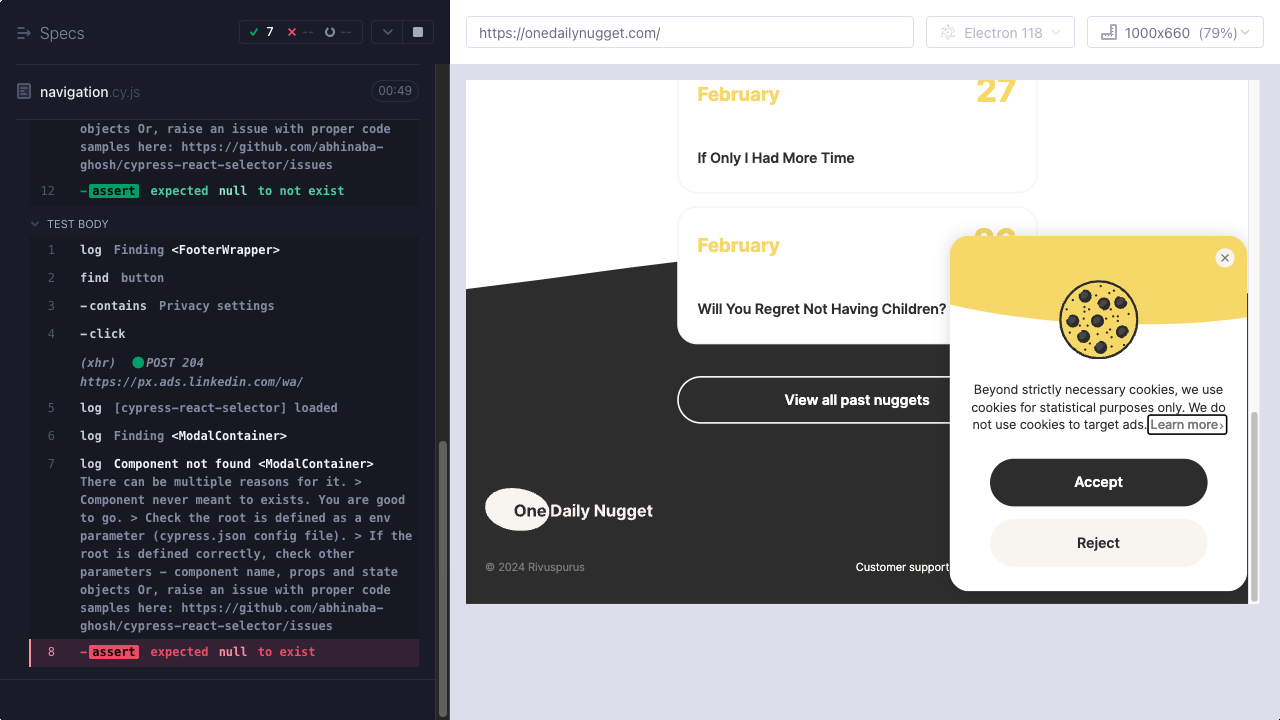 Specs
7
--
--
navigation.cy.js
00:49
objects Or, raise an issue with proper code
samples here: https://github.com/abhinaba-
ghosh/cypress-react-selector/issues
12 -assert expected null to not exist
TEST BODY
1 log Finding <FooterWrapper>
2 find button
3 -contains Privacy settings
4 -click
(xhr) POST 204
https://px.ads.linkedin.com/wa/
5 log [cypress-react-selector] loaded
6 log Finding <ModalContainer>
7 log Component not found <ModalContainer>
There can be multiple reasons for it. >
Component never meant to exists. You are good
to go. > Check the root is defined as a env
parameter (cypress.json config file). > If the
root is defined correctly, check other
parameters - component name, props and state
objects Or, raise an issue with proper code
samples here: https://github.com/abhinaba-
ghosh/cypress-react-selector/issues
8 -assert expected null to exist
https://onedailynugget.com/
Electron 118
1000x660 (79%)
February
27
If Only I Had More Time
February
Will You Regret Not Having Children?
View all past nuggets
One Daily Nugget
© 2024 Rivuspurus
Customer support
Beyond strictly necessary cookies, we use
cookies for statistical purposes only. We do
not use cookies to target ads. Learn more ›
Accept
Reject